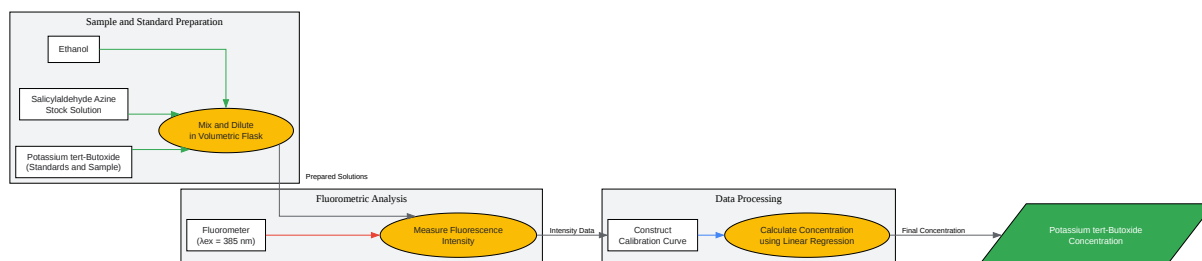 Sample and Standard Preparation
Ethanol
Salicylaldehyde Azine
Stock Solution
Mix and Dilute
in Volumetric Flask
Potassium tert-Butoxide
(Standards and Sample)
Prepared Solutions
Fluorometric Analysis
Fluorometer
(λex = 385 nm)
Measure Fluorescence
Intensity
Intensity Data
Data Processing
Construct
Calibration Curve
Calculate Concentration
using Linear Regression
Final Concentration
Potassium tert-Butoxide
Concentration